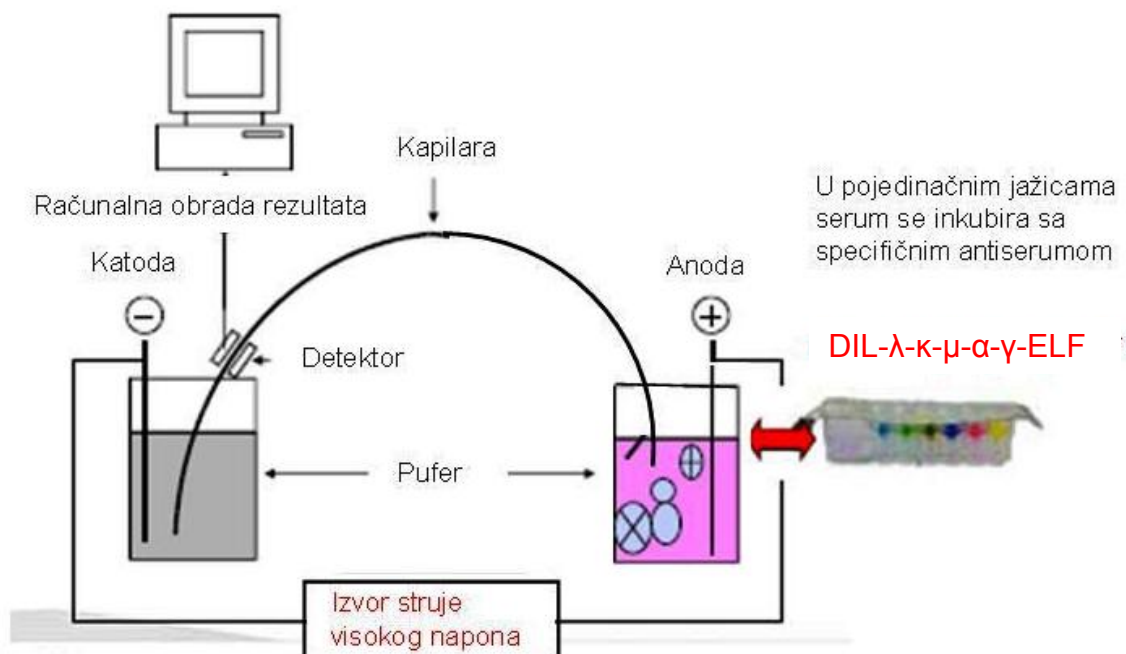 Kapilara
Računalna obrada rezultata
U pojedinačnim jažicama
serum se inkubira sa
specifičnim antiserumom
Katoda
Anoda
−
+
Detektor
DIL-λ-κ-μ-α-γ-ELF
Pufer
Izvor struje
visokog napona